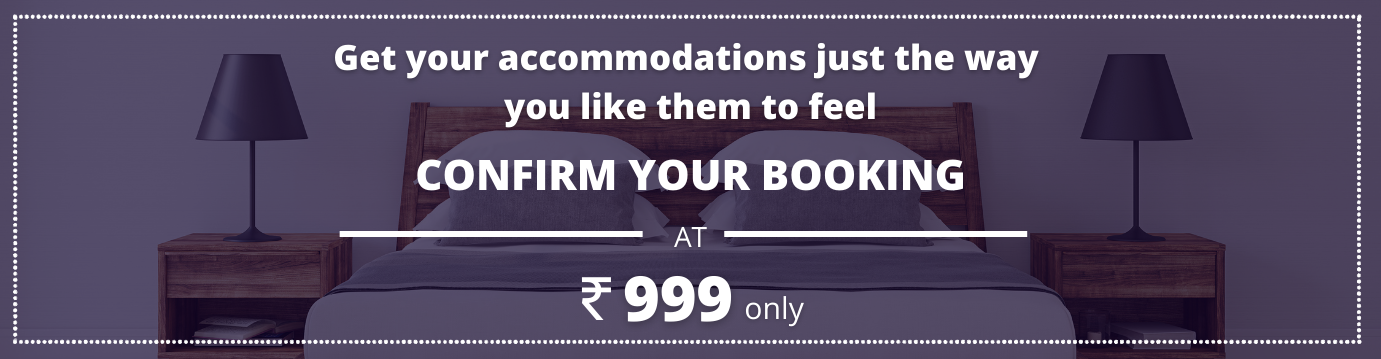 Get your accommodations just the way
you like them to feel
CONFIRM YOUR BOOKING
AT
₹ 999 only